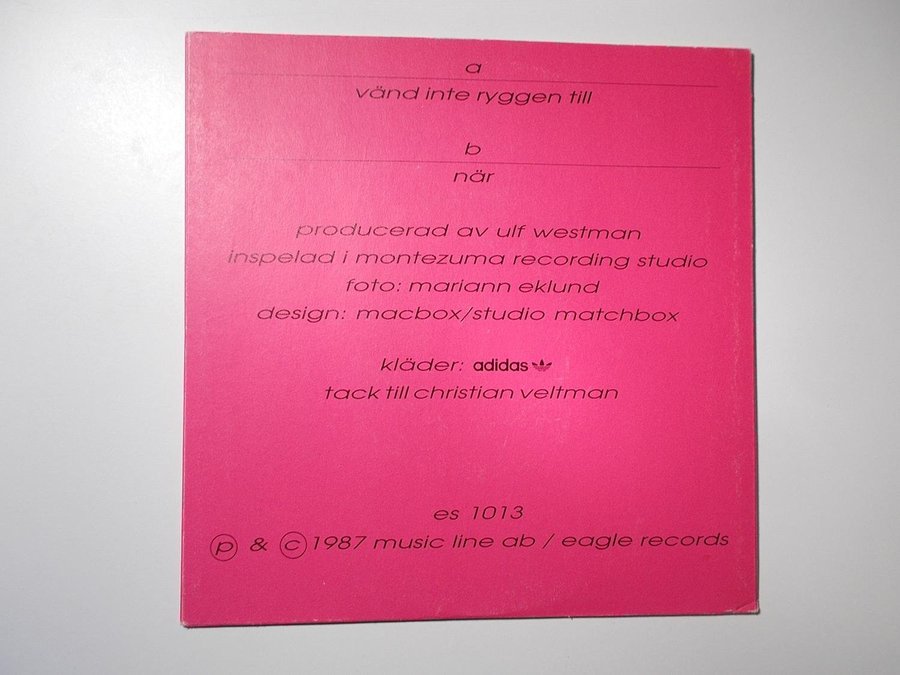 a
vänd inte ryggen till
b
när
producerad av ulf westman
inspelad i montezuma recording studio
foto: mariann eklund
design: macbox/studio matchbox
kläder: adidas
tack till christian veltman
es 1013
ⓟ & ⓒ 1987 music line ab / eagle records